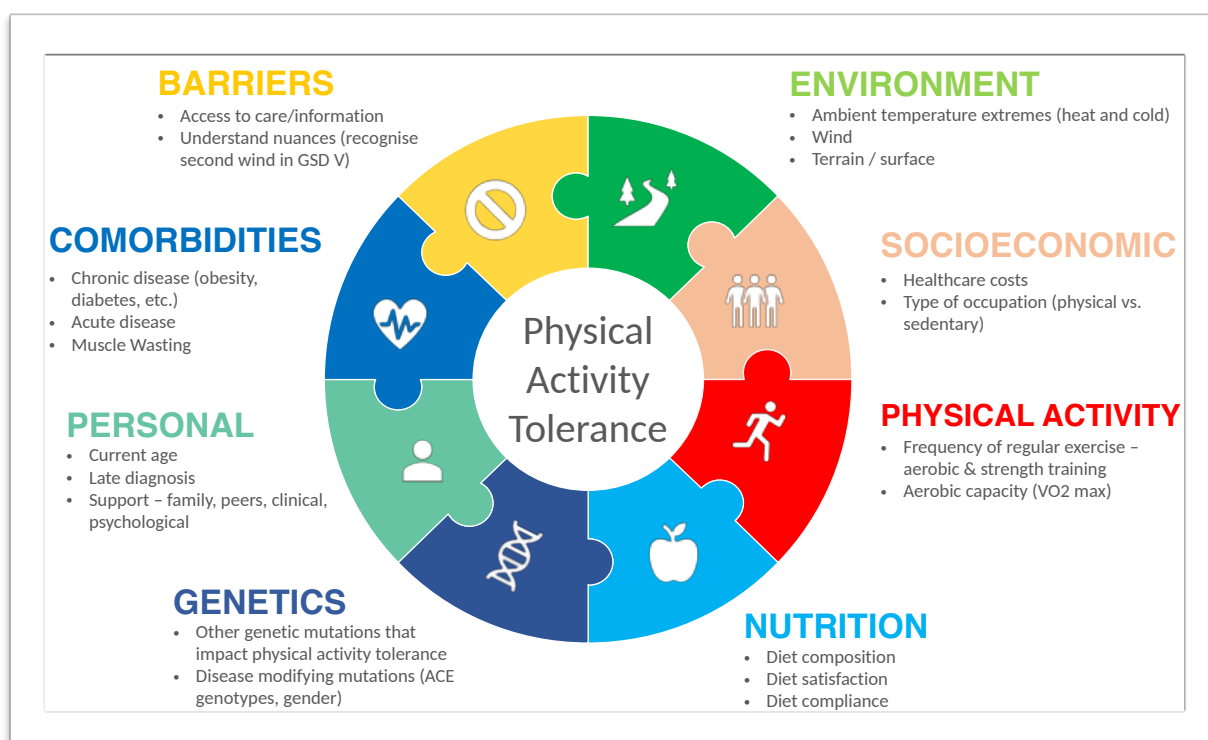 BARRIERS
• Access to care/information
• Understand nuances (recognise
second wind in GSD V)
ENVIRONMENT
• Ambient temperature extremes (heat and cold)
• Wind
• Terrain / surface
COMORBIDITIES
• Chronic disease (obesity,
diabetes, etc.)
• Acute disease
• Muscle Wasting
SOCIOECONOMIC
• Healthcare costs
• Type of occupation (physical vs.
sedentary)
Physical
Activity
Tolerance
PERSONAL
• Current age
• Late diagnosis
• Support – family, peers, clinical,
psychological
PHYSICAL ACTIVITY
• Frequency of regular exercise –
aerobic & strength training
• Aerobic capacity (VO2 max)
GENETICS
• Other genetic mutations that
impact physical activity tolerance
• Disease modifying mutations (ACE
genotypes, gender)
NUTRITION
• Diet composition
• Diet satisfaction
• Diet compliance